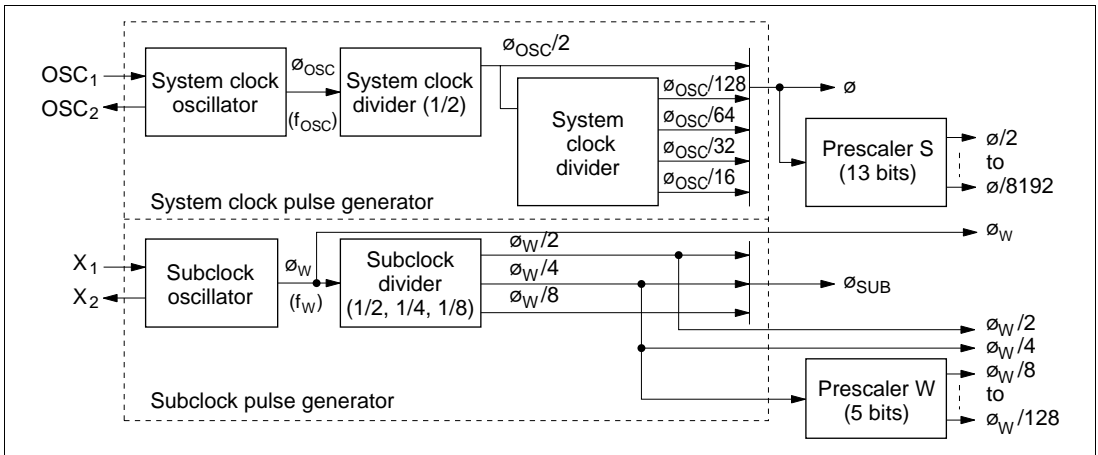 OSC1
OSC2
System clock
oscillator
øOSC
(fOSC)
System clock
divider (1/2)
øOSC/2
System
clock
divider
øOSC/128
øOSC/64
øOSC/32
øOSC/16
ø
Prescaler S
(13 bits)
ø/2
to
ø/8192
System clock pulse generator
X1
X2
Subclock
oscillator
øW
(fW)
Subclock
divider
(1/2, 1/4, 1/8)
øW/2
øW/4
øW/8
øW
øSUB
øW/2
øW/4
Prescaler W
(5 bits)
øW/8
to
øW/128
Subclock pulse generator